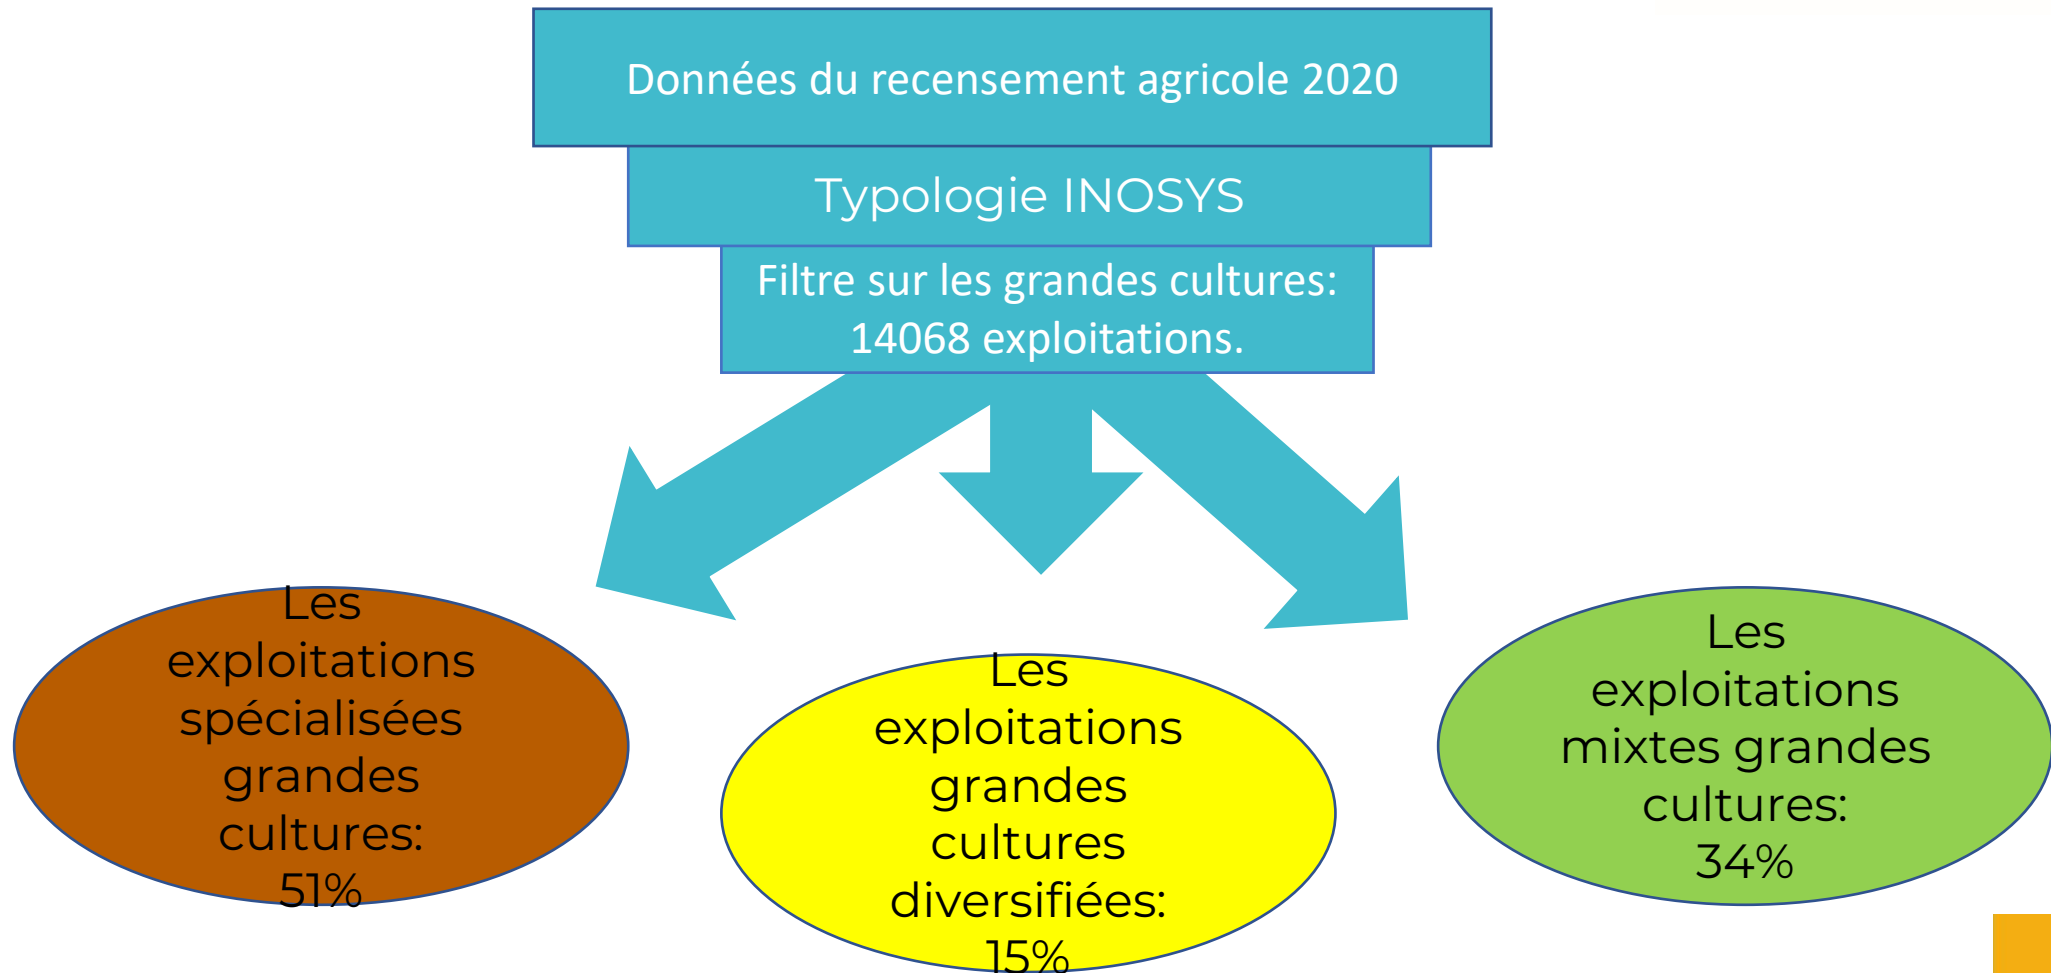 Données du recensement agricole 2020
Typologie INOSYS
Filtre sur les grandes cultures:
14068 exploitations.
Les
exploitations
spécialisées
grandes
cultures:
51%
Les
exploitations
grandes
cultures
diversifiées:
15%
Les
exploitations
mixtes grandes
cultures:
34%